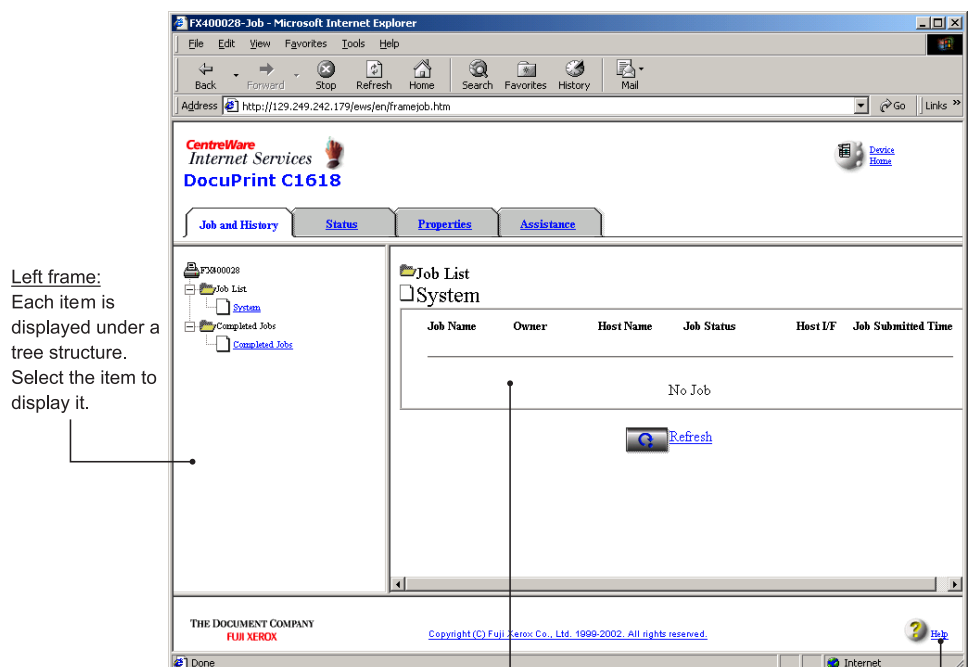 FX400028-Job - Microsoft Internet Explorer
File Edit View Favorites Tools Help
Back Forward Stop Refresh Home Search Favorites History Mail
Address http://129.249.242.179/ews/en/framejob.htm Go Links »
CentreWare
Internet Services
DocuPrint C1618
Device
Home
Job and History Status Properties Assistance
Left frame:
Each item is
displayed under a
tree structure.
Select the item to
display it.
FX400028
Job List
System
Completed Jobs
Completed Jobs
Job List
System
Job Name Owner Host Name Job Status Host I/F Job Submitted Time
No Job
Refresh
THE DOCUMENT COMPANY
FUJI XEROX
Copyright (C) Fuji Xerox Co., Ltd. 1999-2002. All rights reserved.
Help
Done Internet